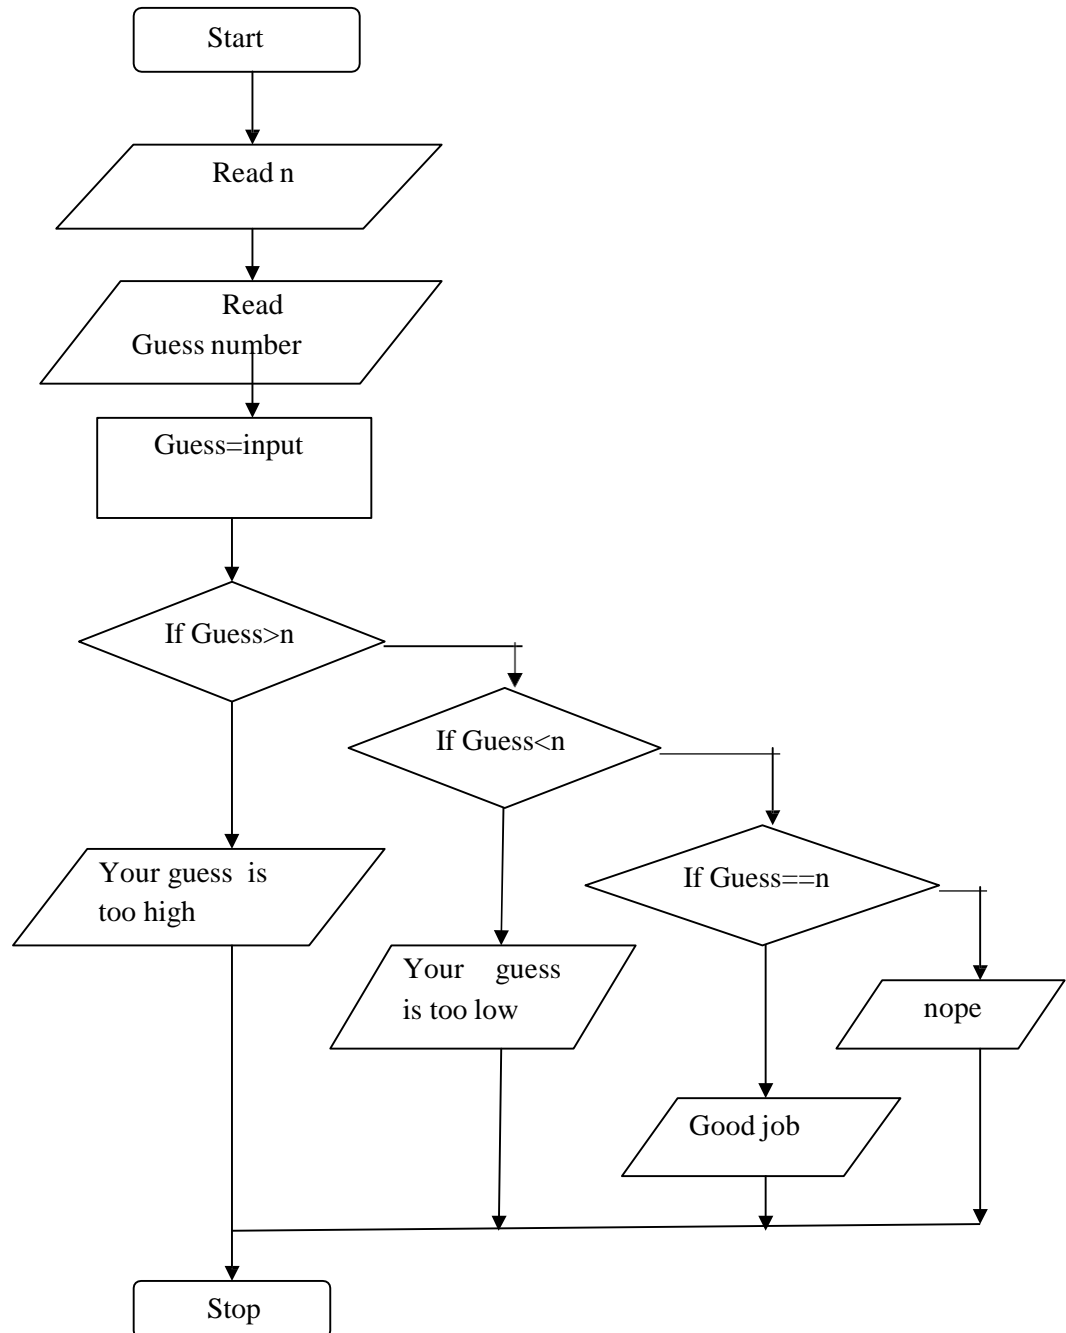 Start
Read n
Read
Guess number
Guess=input
If Guess>n
If Guess<n
If Guess==n
Your guess is
too high
Your guess
is too low
nope
Good job
Stop